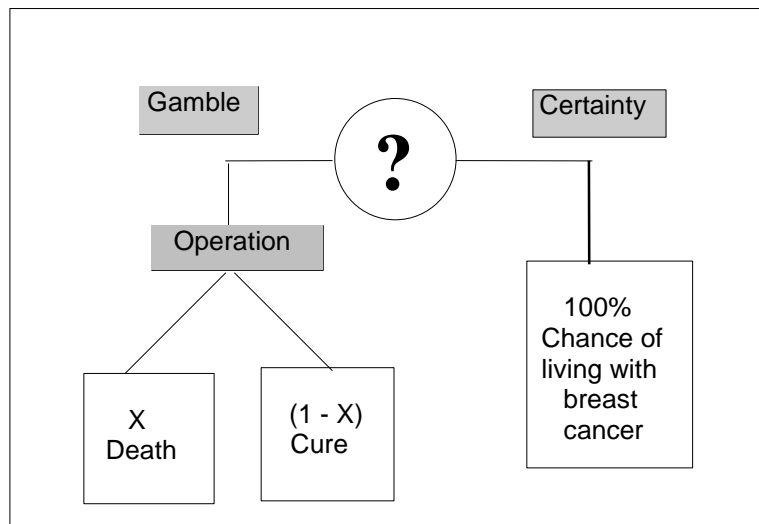 Gamble
?
Certainty
Operation
X
Death
(1 - X)
Cure
100%
Chance of
living with
breast
cancer